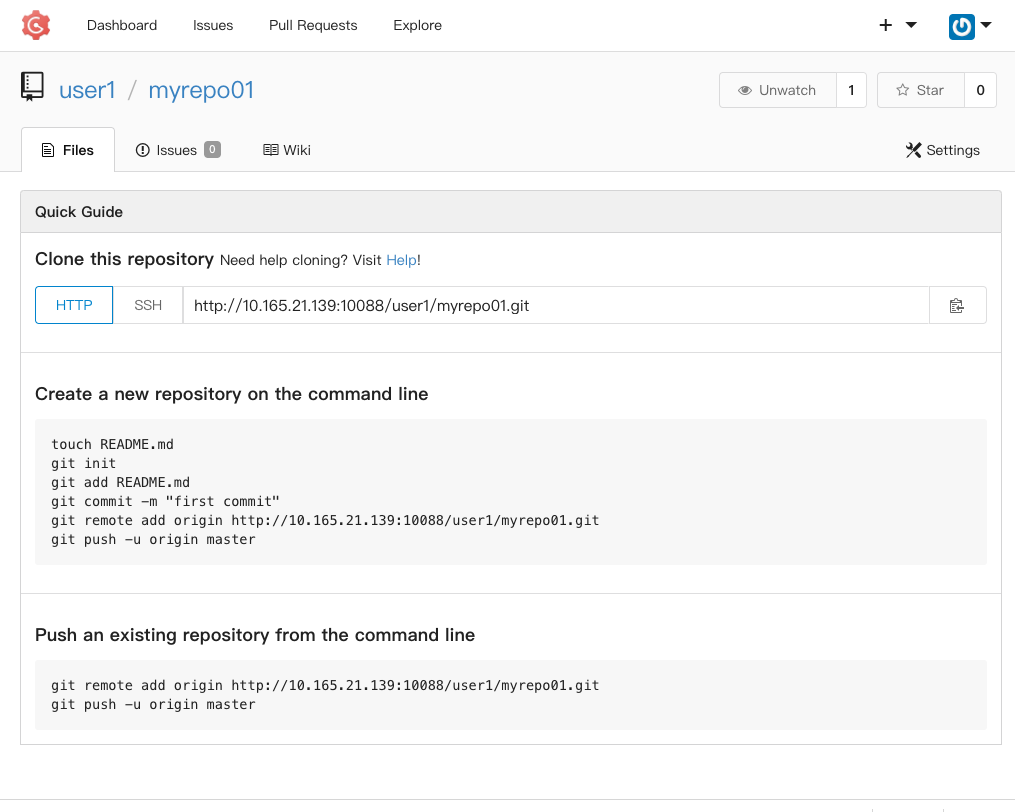 Dashboard Issues Pull Requests Explore
user1 / myrepo01 Unwatch 1 Star 0
Files Issues 0 Wiki Settings
Quick Guide
Clone this repository Need help cloning? Visit Help!
HTTP SSH http://10.165.21.139:10088/user1/myrepo01.git
Create a new repository on the command line
touch README.md
git init
git add README.md
git commit -m "first commit"
git remote add origin http://10.165.21.139:10088/user1/myrepo01.git
git push -u origin master
Push an existing repository from the command line
git remote add origin http://10.165.21.139:10088/user1/myrepo01.git
git push -u origin master